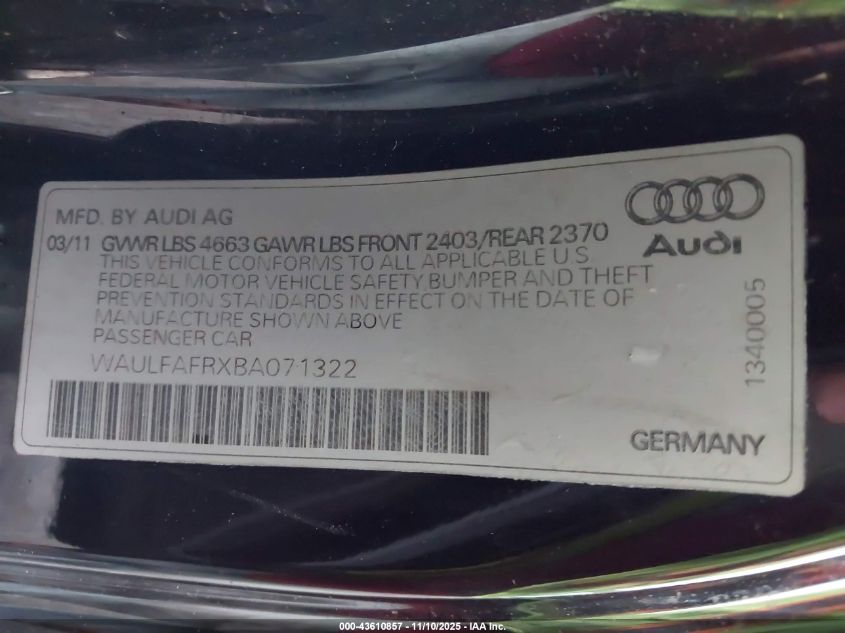 MFD. BY AUDI AG
03/11 GVWR LBS 4663 GAWR LBS FRONT 2403/REAR 2370
THIS VEHICLE CONFORMS TO ALL APPLICABLE U.S
FEDERAL MOTOR VEHICLE SAFETY BUMPER AND THEFT
PREVENTION STANDARDS IN EFFECT ON THE DATE OF
MANUFACTURE SHOWN ABOVE
PASSENGER CAR
WAULFAFRXBA071322
Audi
1340005
GERMANY
000-43610857 - 11/10/2025 - IAA Inc.